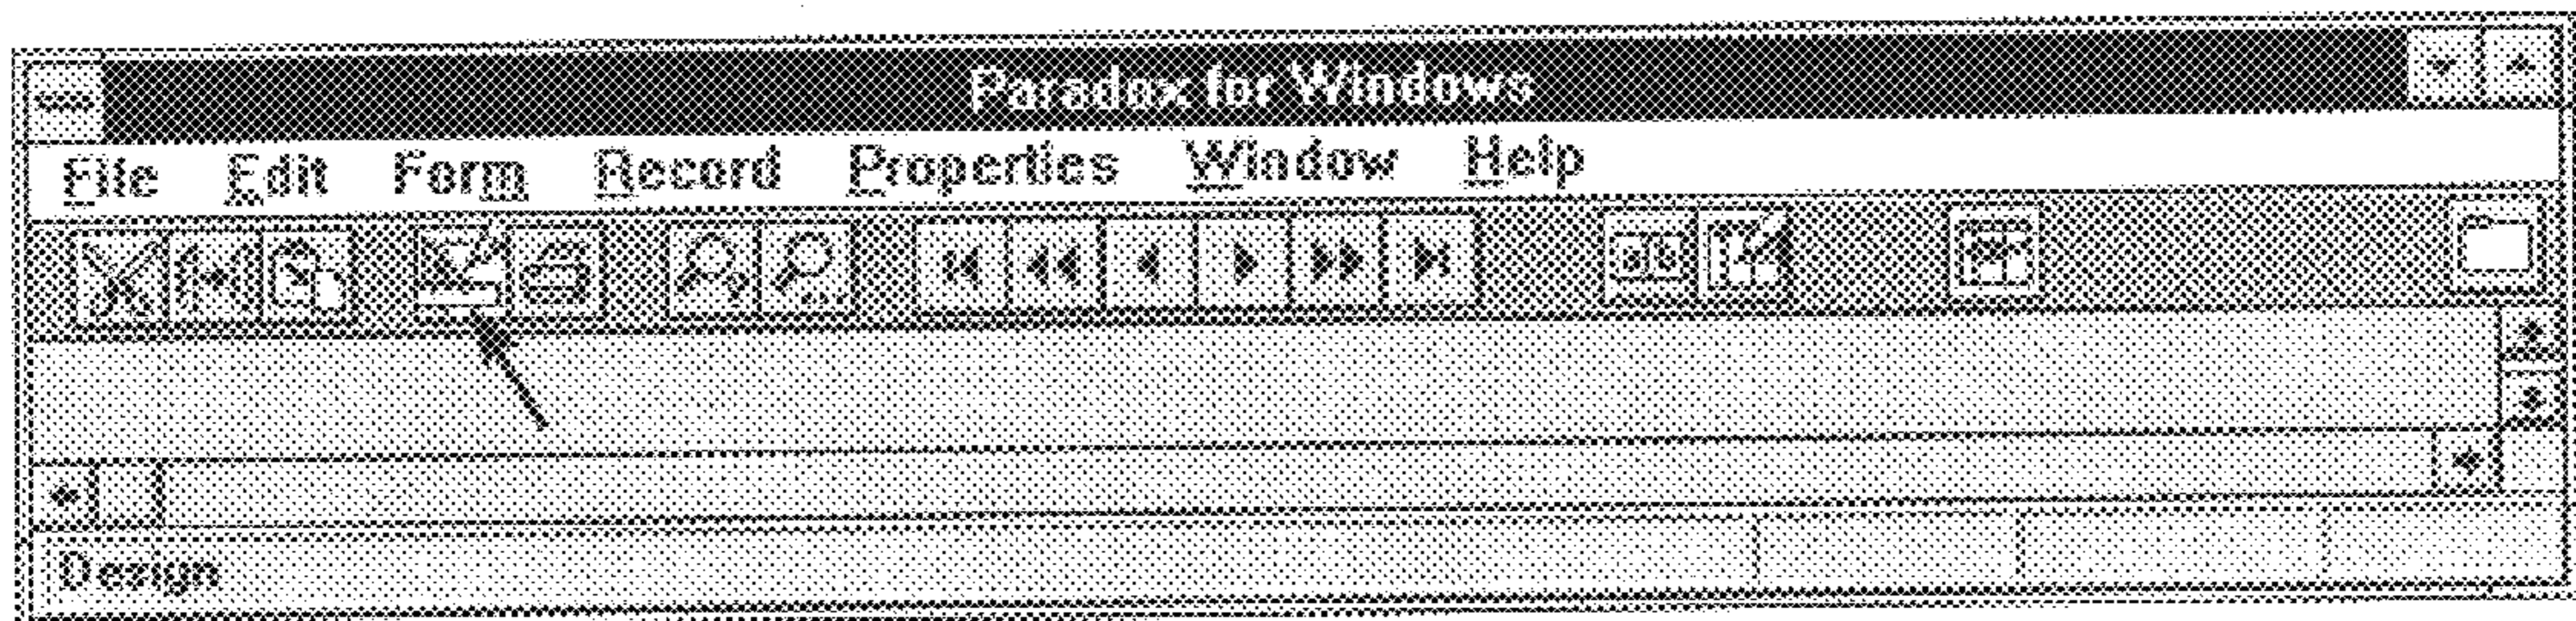 Paradox for Windows
File Edit Form Record Properties Window Help
Design